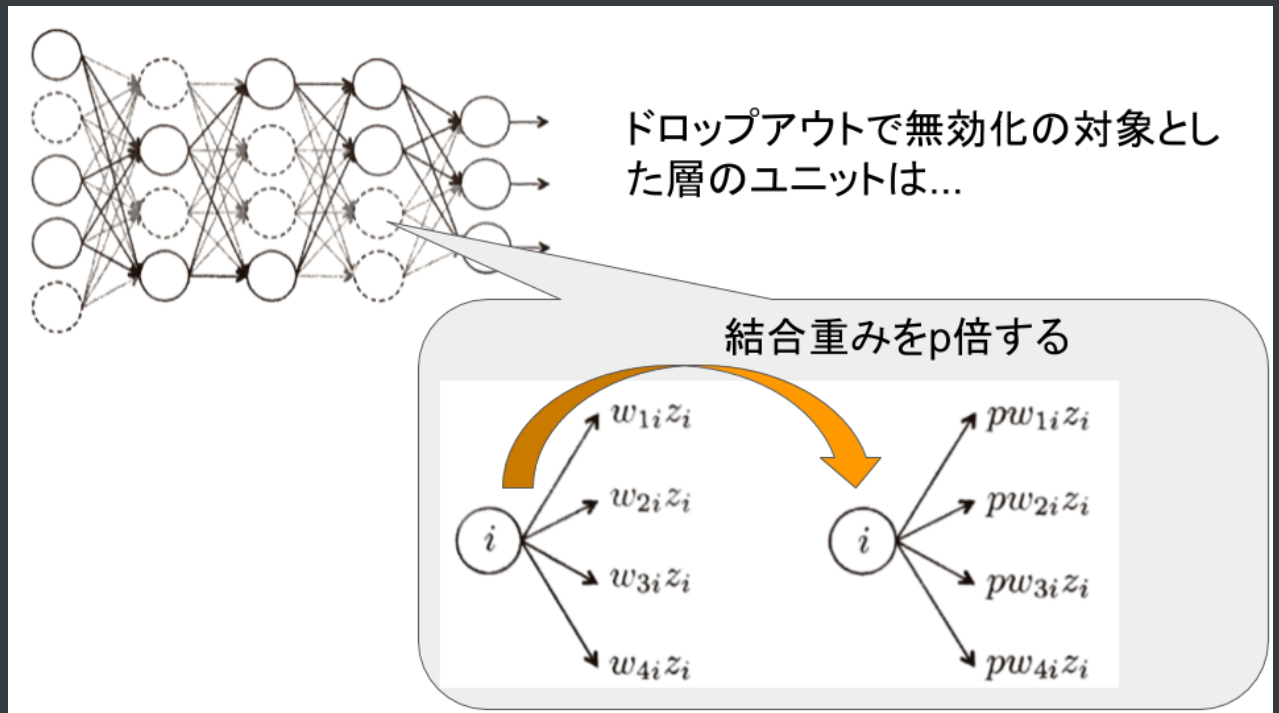 ドロップアウトで無効化の対象とし
た層のユニットは...
結合重みをp倍する
i
w₁ᵢzᵢ
w₂ᵢzᵢ
w₃ᵢzᵢ
w₄ᵢzᵢ
i
pw₁ᵢzᵢ
pw₂ᵢzᵢ
pw₃ᵢzᵢ
pw₄ᵢzᵢ